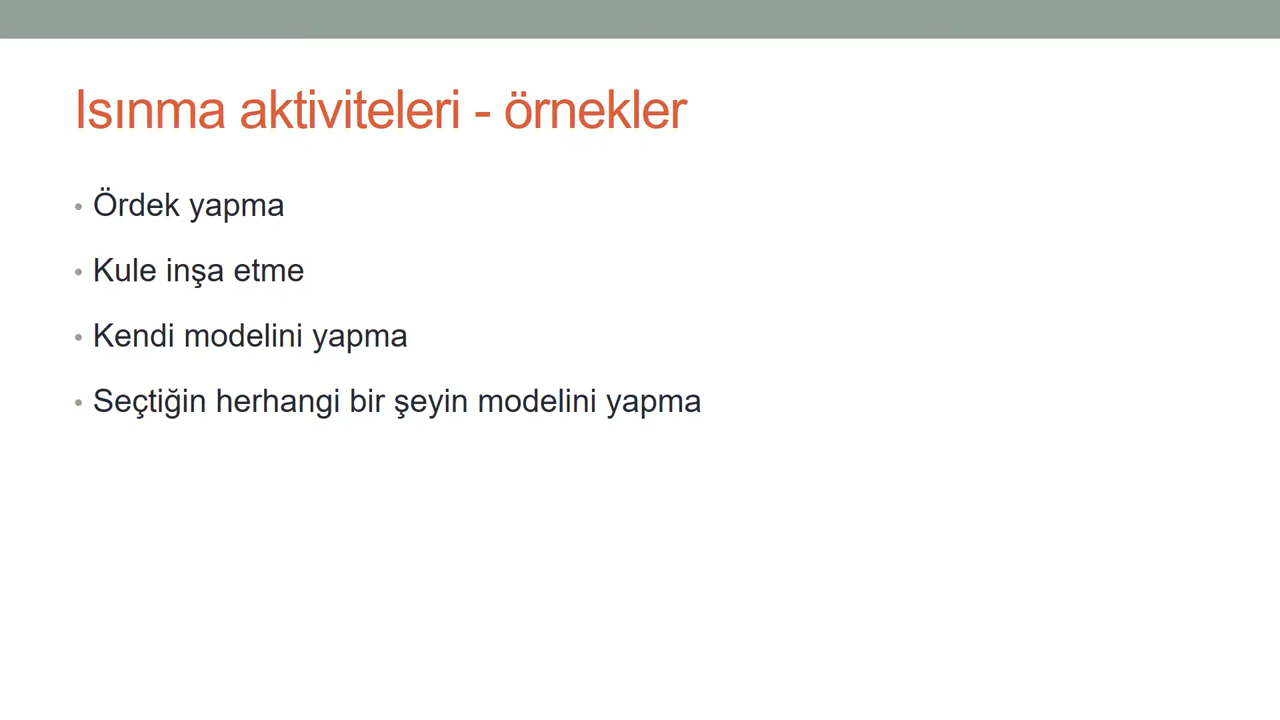 Isınma aktiviteleri - örnekler
• Ördek yapma
• Kule inşa etme
• Kendi modelini yapma
• Seçtiğin herhangi bir şeyin modelini yapma